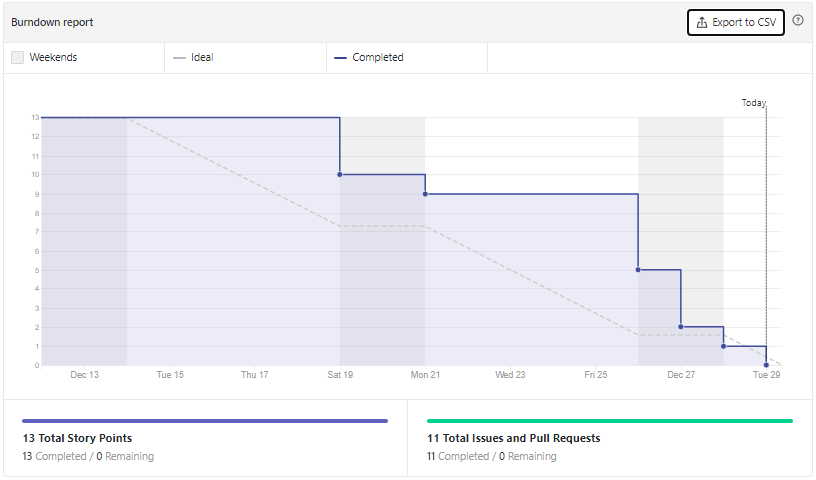 Burndown report
Export to CSV
?
Weekends
Ideal
Completed
Today
13
12
11
10
9
8
7
6
5
4
3
2
1
0
Dec 13 Tue 15 Thu 17 Sat 19 Mon 21 Wed 23 Fri 25 Dec 27 Tue 29
13 Total Story Points
13 Completed / 0 Remaining
11 Total Issues and Pull Requests
11 Completed / 0 Remaining